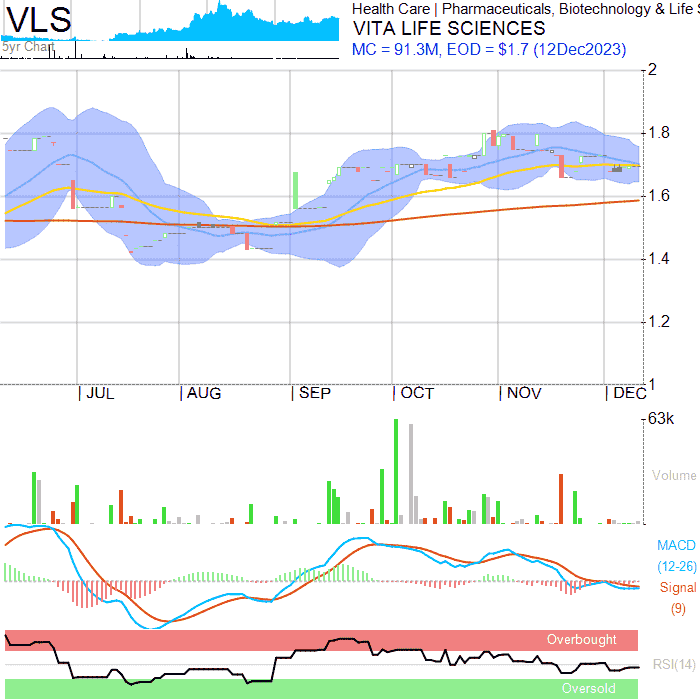 VLS
5yr Chart
Health Care | Pharmaceuticals, Biotechnology & Life S
VITA LIFE SCIENCES
MC = 91.3M, EOD = $1.7 (12Dec2023)
2
1.8
1.6
1.4
1.2
1
| JUL | AUG | SEP | OCT | NOV | DEC
63k
Volume
MACD
(12-26)
Signal
(9)
Overbought
RSI(14)
Oversold